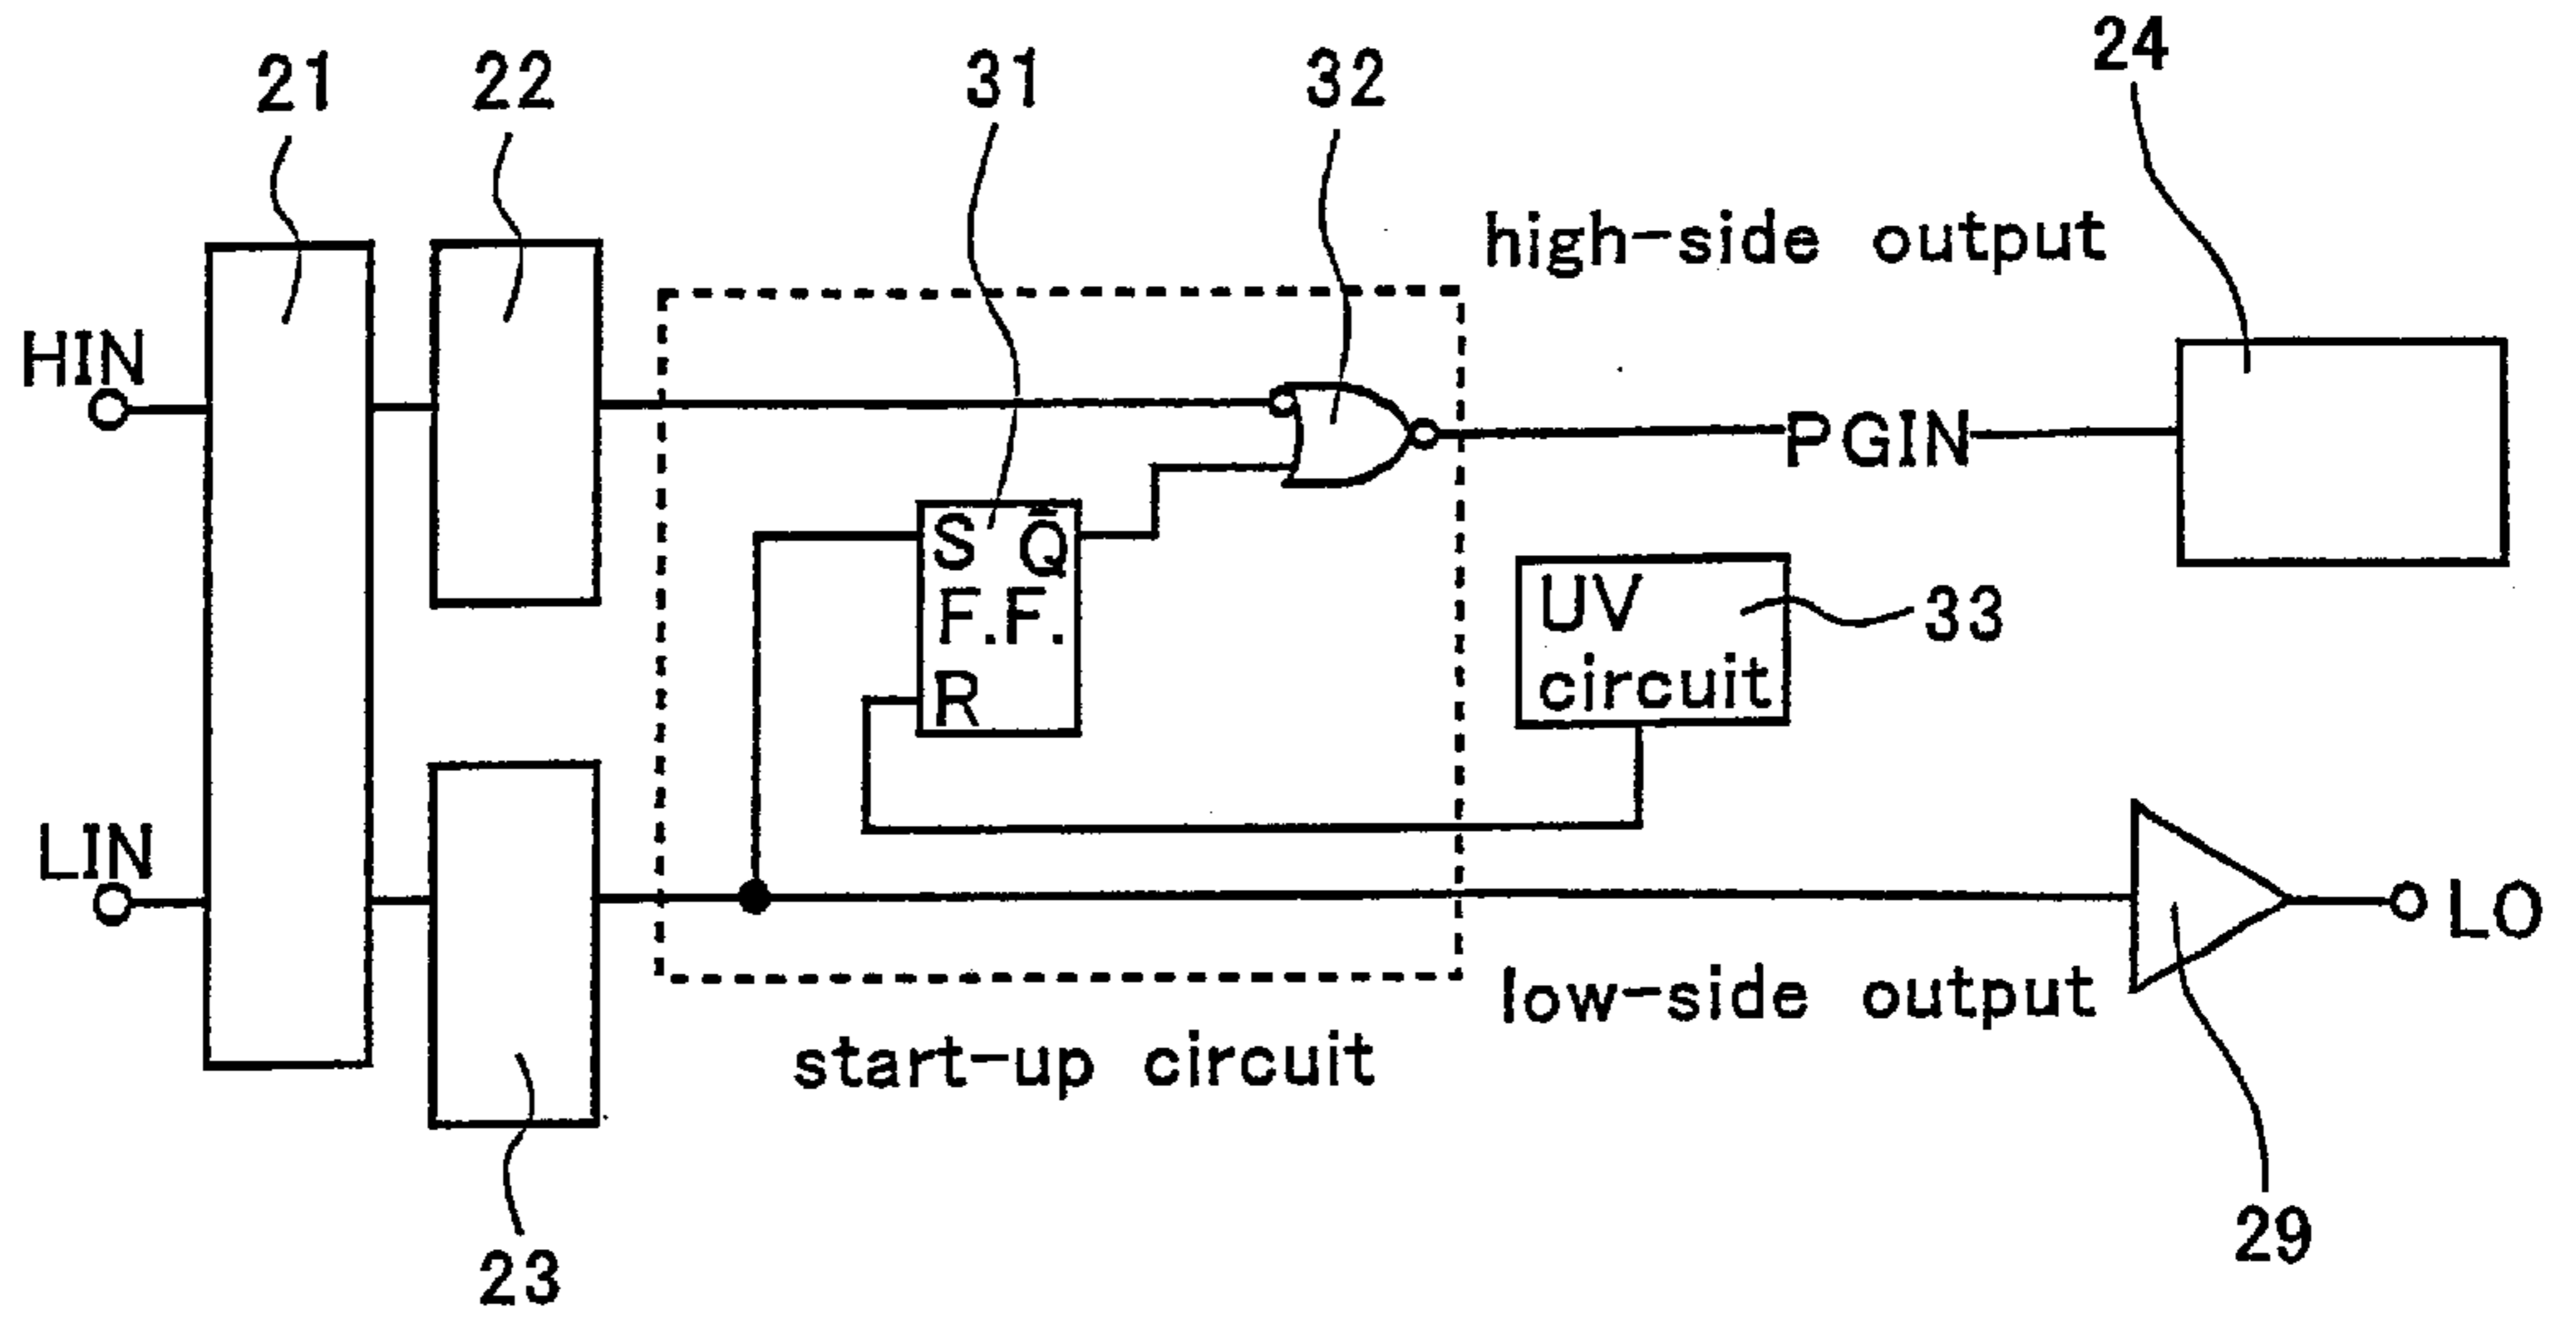 21
22
31
32
24
high-side output
HIN
PGIN
S Q̄
F.F.
R
UV
circuit
33
LIN
LO
low-side output
start-up circuit
23
29